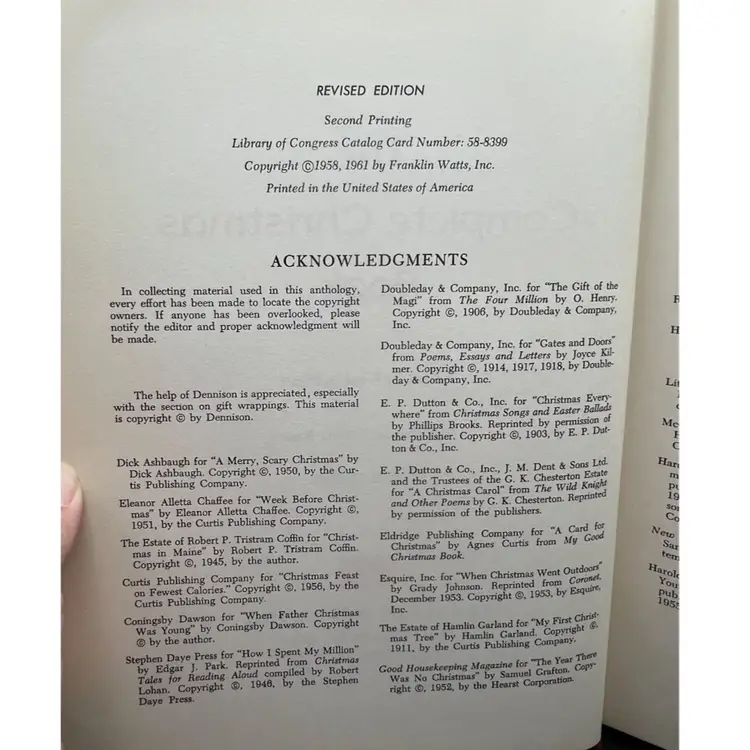 REVISED EDITION
Second Printing
Library of Congress Catalog Card Number: 58-8399
Copyright ©1958, 1961 by Franklin Watts, Inc.
Printed in the United States of America
ACKNOWLEDGMENTS
In collecting material used in this anthology,
every effort has been made to locate the copyright
owners. If anyone has been overlooked, please
notify the editor and proper acknowledgment will
be made.
The help of Dennison is appreciated, especially
with the section on gift wrappings. This material
is copyright © by Dennison.
Dick Ashbaugh for "A Merry, Scary Christmas" by
Dick Ashbaugh. Copyright ©, 1950, by the Cur-
tis Publishing Company.
Eleanor Alletta Chaffee for "Week Before Christ-
mas" by Eleanor Alletta Chaffee. Copyright ©,
1951, by the Curtis Publishing Company.
The Estate of Robert P. Tristram Coffin for "Christ-
mas in Maine" by Robert P. Tristram Coffin.
Copyright ©, 1945, by the author.
Curtis Publishing Company for "Christmas Feast
on Fewest Calories." Copyright ©, 1956, by the
Curtis Publishing Company.
Coningsby Dawson for "When Father Christmas
Was Young" by Coningsby Dawson. Copyright
© by the author.
Stephen Daye Press for "How I Spent My Million"
by Edgar J. Park. Reprinted from Christmas
Tales for Reading Aloud compiled by Robert
Lohan. Copyright ©, 1946, by the Stephen
Daye Press.
Doubleday & Company, Inc. for "The Gift of the
Magi" from The Four Million by O. Henry.
Copyright ©, 1906, by Doubleday & Company,
Inc.
Doubleday & Company, Inc. for "Gates and Doors"
from Poems, Essays and Letters by Joyce Kil-
mer. Copyright ©, 1914, 1917, 1918, by Double-
day & Company, Inc.
E. P. Dutton & Co., Inc. for "Christmas Every-
where" from Christmas Songs and Easter Ballads
by Phillips Brooks. Reprinted by permission of
the publisher. Copyright ©, 1903, by E. P. Dut-
ton & Co., Inc.
E. P. Dutton & Co., Inc., J. M. Dent & Sons Ltd.
and the Trustees of the G. K. Chesterton Estate
for "A Christmas Carol" from The Wild Knight
and Other Poems by G. K. Chesterton. Reprinted
by permission of the publishers.
Eldridge Publishing Company for "A Card for
Christmas" by Agnes Curtis from My Good
Christmas Book.
Esquire, Inc. for "When Christmas Went Outdoors"
by Grady Johnson. Reprinted from Coronet,
December 1953. Copyright ©, 1953, by Esquire,
Inc.
The Estate of Hamlin Garland for "My First Christ-
mas Tree" by Hamlin Garland. Copyright ©,
1911, by the Curtis Publishing Company.
Good Housekeeping Magazine for "The Year There
Was No Christmas" by Samuel Grafton. Copy-
right ©, 1952, by the Hearst Corporation.